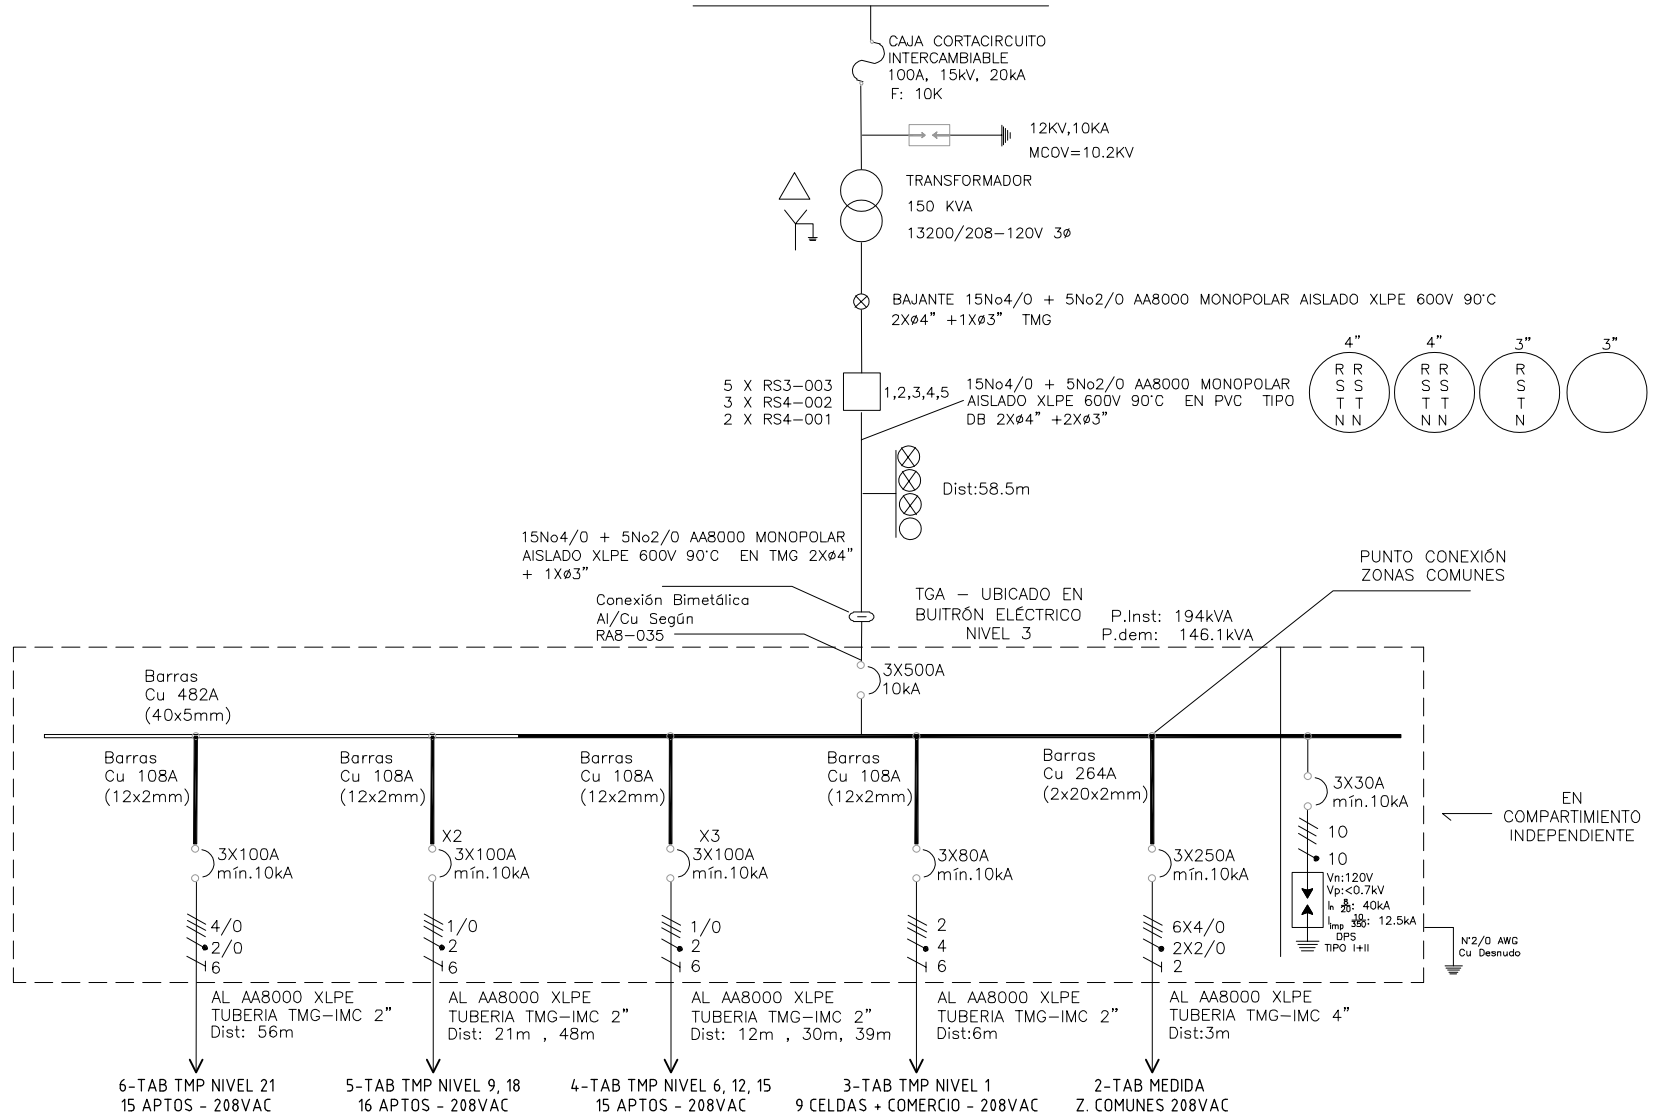 CAJA CORTACIRCUITO
INTERCAMBIABLE
100A, 15kV, 20kA
F: 10K
12KV,10KA
MCOV=10.2KV
TRANSFORMADOR
150 KVA
13200/208-120V 3ø
BAJANTE 15No4/0 + 5No2/0 AA8000 MONOPOLAR AISLADO XLPE 600V 90°C
2Xø4" +1Xø3" TMG
5 X RS3-003
3 X RS4-002
2 X RS4-001
1,2,3,4,5
15No4/0 + 5No2/0 AA8000 MONOPOLAR
AISLADO XLPE 600V 90°C EN PVC TIPO
DB 2Xø4" +2Xø3"
4" 4" 3" 3"
R R R R R
S S S S S
T T T T T
N N N N N
Dist:58.5m
15No4/0 + 5No2/0 AA8000 MONOPOLAR
AISLADO XLPE 600V 90°C EN TMG 2Xø4"
+ 1Xø3"
Conexión Bimetálica
Al/Cu Según
RA8-035
TGA - UBICADO EN
BUITRÓN ELÉCTRICO
NIVEL 3
P.Inst: 194kVA
P.dem: 146.1kVA
PUNTO CONEXIÓN
ZONAS COMUNES
3X500A
10kA
Barras
Cu 482A
(40x5mm)
Barras
Cu 108A
(12x2mm)
Barras
Cu 108A
(12x2mm)
Barras
Cu 108A
(12x2mm)
Barras
Cu 108A
(12x2mm)
Barras
Cu 264A
(2x20x2mm)
3X30A
mín.10kA
EN
COMPARTIMIENTO
INDEPENDIENTE
3X100A
mín.10kA
X2
3X100A
mín.10kA
X3
3X100A
mín.10kA
3X80A
mín.10kA
3X250A
mín.10kA
10
10
Vn:120V
Vp:<0.7kV
In 8/20: 40kA
Iimp 10/350: 12.5kA
DPS
TIPO I+II
N°2/0 AWG
Cu Desnudo
4/0
2/0
6
1/0
2
6
1/0
2
6
2
4
6
6X4/0
2X2/0
2
AL AA8000 XLPE
TUBERIA TMG-IMC 2"
Dist: 56m
AL AA8000 XLPE
TUBERIA TMG-IMC 2"
Dist: 21m , 48m
AL AA8000 XLPE
TUBERIA TMG-IMC 2"
Dist: 12m , 30m, 39m
AL AA8000 XLPE
TUBERIA TMG-IMC 2"
Dist:6m
AL AA8000 XLPE
TUBERIA TMG-IMC 4"
Dist:3m
6-TAB TMP NIVEL 21
15 APTOS - 208VAC
5-TAB TMP NIVEL 9, 18
16 APTOS - 208VAC
4-TAB TMP NIVEL 6, 12, 15
15 APTOS - 208VAC
3-TAB TMP NIVEL 1
9 CELDAS + COMERCIO - 208VAC
2-TAB MEDIDA
Z. COMUNES 208VAC